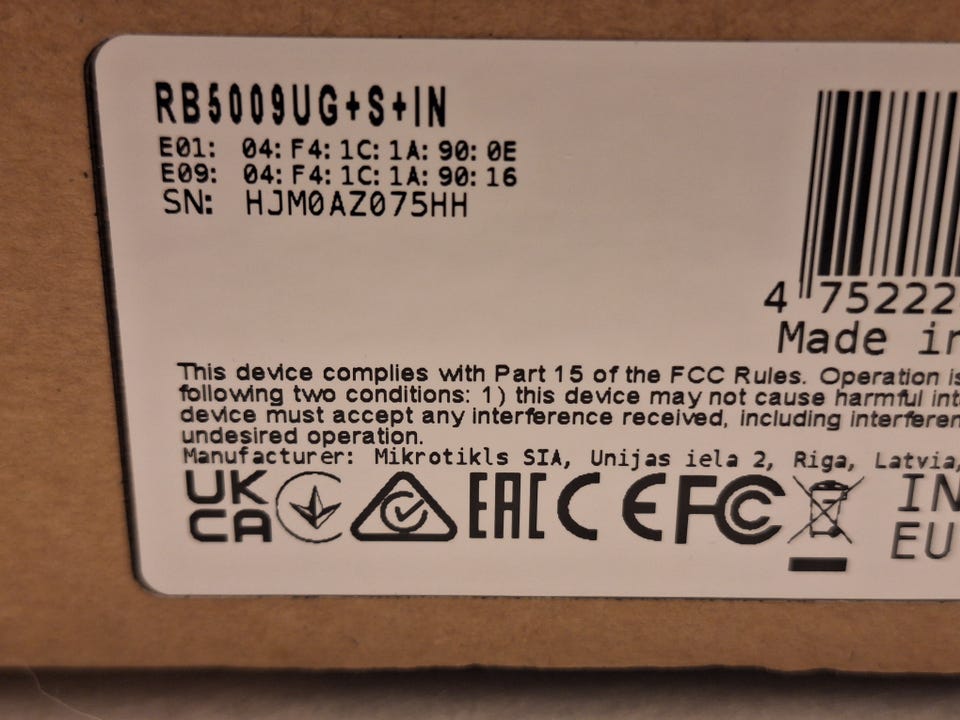 RB5009UG+S+IN
E01: 04:F4:1C:1A:90:0E
E09: 04:F4:1C:1A:90:16
SN: HJM0AZ075HH
4 75222
Made in
This device complies with Part 15 of the FCC Rules. Operation is
following two conditions: 1) this device may not cause harmful
device must accept any interference received, including
undesired operation.
Manufacturer: Mikrotikls SIA, Unijas iela 2, Riga, Latvia,
UK
CA
EAC CE FC
IN
EU